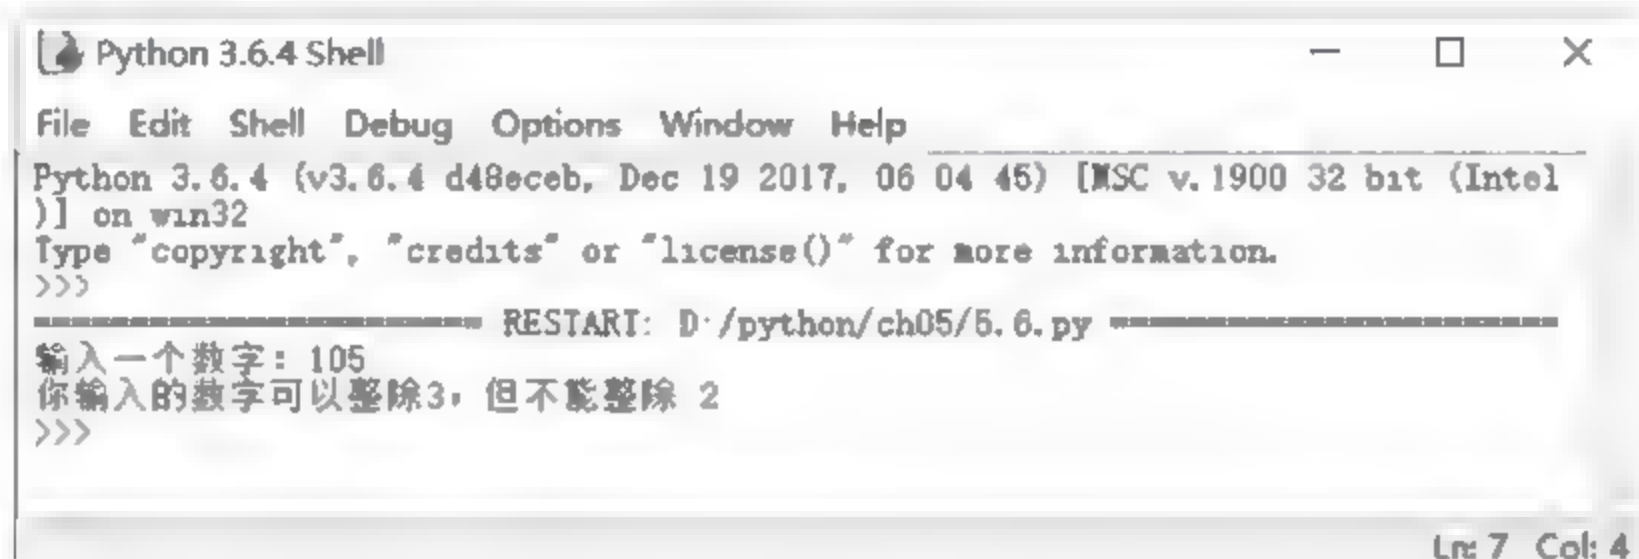 Python 3.6.4 Shell
File Edit Shell Debug Options Window Help
Python 3.6.4 (v3.6.4 d48eceb, Dec 19 2017, 06 04 45) [MSC v.1900 32 bit (Intel
)] on win32
Type "copyright", "credits" or "license()" for more information.
>>>
RESTART: D:/python/ch05/5.6.py
输入一个数字: 105
你输入的数字可以整除3，但不能整除 2
>>>
Ln: 7 Col: 4